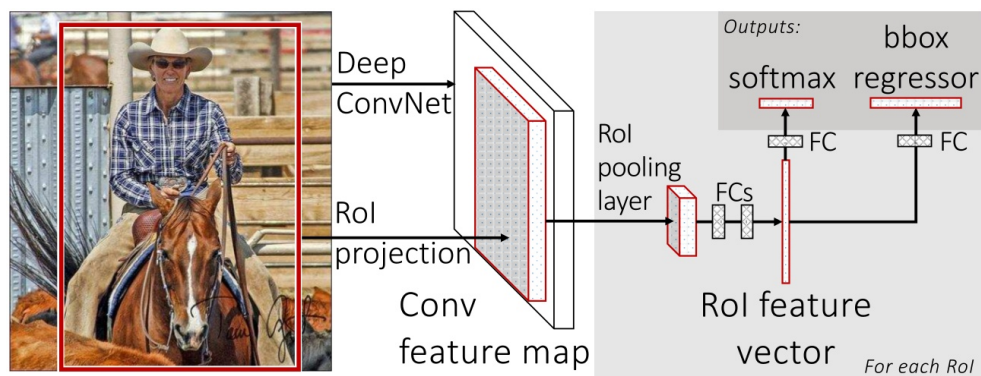 Deep
ConvNet
RoI
projection
Conv
feature map
RoI
pooling
layer
FCs
RoI feature
vector
For each RoI
Outputs:
softmax
bbox
regressor
FC
FC